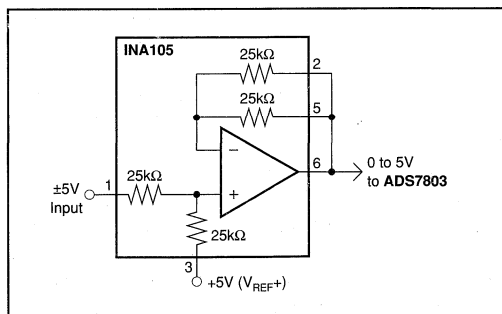 INA105
25kΩ
2
25kΩ
5
−
6
0 to 5V
to ADS7803
±5V
Input
1
25kΩ
+
25kΩ
3
+5V (VREF+)